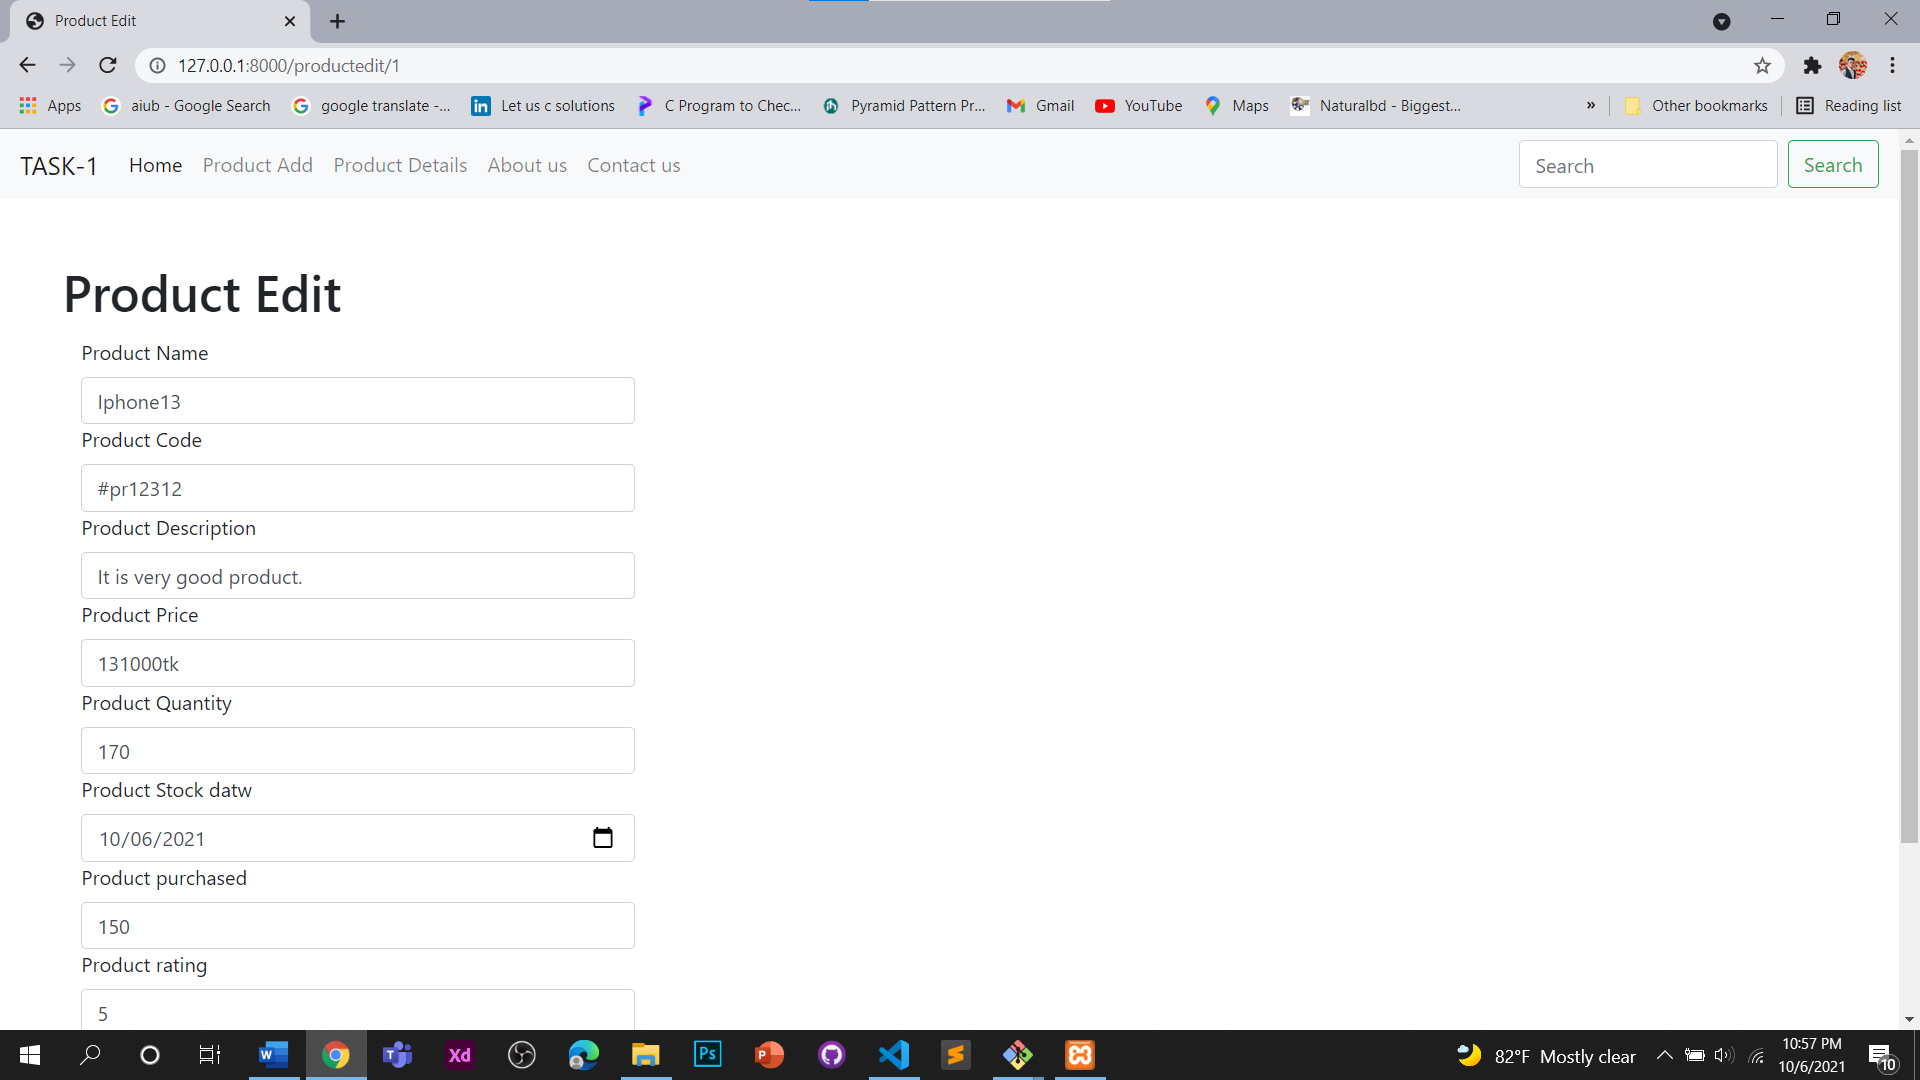 Product Edit
127.0.0.1:8000/productedit/1
Apps aiub - Google Search google translate -... Let us c solutions C Program to Chec... Pyramid Pattern Pr... Gmail YouTube Maps Naturalbd - Biggest... » Other bookmarks Reading list
TASK-1 Home Product Add Product Details About us Contact us Search Search
Product Edit
Product Name
Iphone13
Product Code
#pr12312
Product Description
It is very good product.
Product Price
131000tk
Product Quantity
170
Product Stock datw
10/06/2021
Product purchased
150
Product rating
5
82°F Mostly clear
10:57 PM
10/6/2021
10